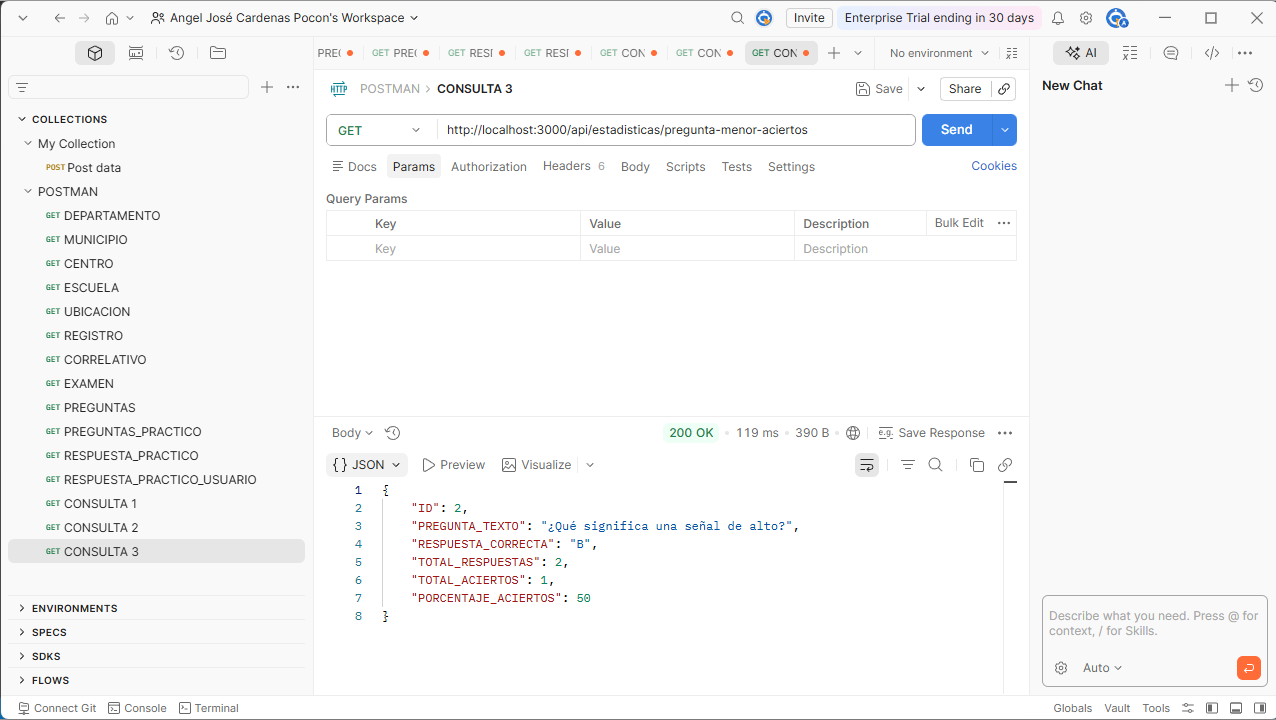 Angel José Cardenas Pocon's Workspace
Invite
Enterprise Trial ending in 30 days
PREG
GET PREG
GET RESI
GET RESI
GET CON
GET CON
GET CON
No environment
AI
HTTP
POSTMAN > CONSULTA 3
Save
Share
New Chat
GET
http://localhost:3000/api/estadisticas/pregunta-menor-aciertos
Send
Docs
Params
Authorization
Headers 6
Body
Scripts
Tests
Settings
Cookies
Query Params
Key
Value
Description
Bulk Edit
Key
Value
Description
COLLECTIONS
My Collection
POST Post data
POSTMAN
GET DEPARTAMENTO
GET MUNICIPIO
GET CENTRO
GET ESCUELA
GET UBICACION
GET REGISTRO
GET CORRELATIVO
GET EXAMEN
GET PREGUNTAS
GET PREGUNTAS_PRACTICO
GET RESPUESTA_PRACTICO
GET RESPUESTA_PRACTICO_USUARIO
GET CONSULTA 1
GET CONSULTA 2
GET CONSULTA 3
ENVIRONMENTS
SPECS
SDKS
FLOWS
Body
200 OK
119 ms
390 B
e.g. Save Response
{} JSON
Preview
Visualize
1 {
2 "ID": 2,
3 "PREGUNTA_TEXTO": "¿Qué significa una señal de alto?",
4 "RESPUESTA_CORRECTA": "B",
5 "TOTAL_RESPUESTAS": 2,
6 "TOTAL_ACIERTOS": 1,
7 "PORCENTAJE_ACIERTOS": 50
8 }
Describe what you need. Press @ for
context, / for Skills.
Auto
Connect Git
Console
Terminal
Globals
Vault
Tools